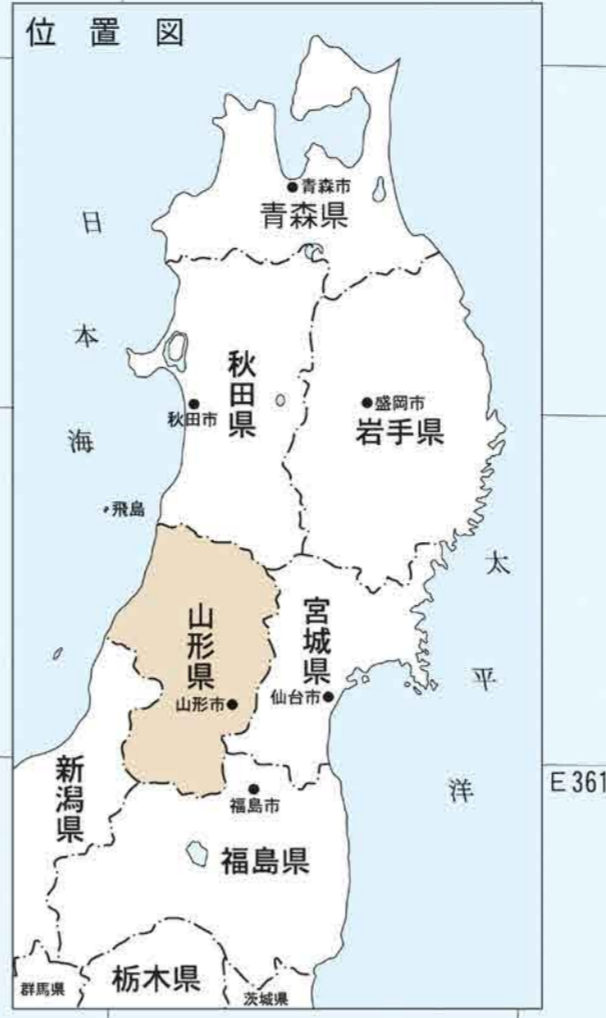 位置図
青森市
青森県
日本海
秋田県
秋田市
盛岡市
岩手県
飛島
太平洋
山形県
山形市
宮城県
仙台市
E361
新潟県
福島市
福島県
群馬県
栃木県
茨城県